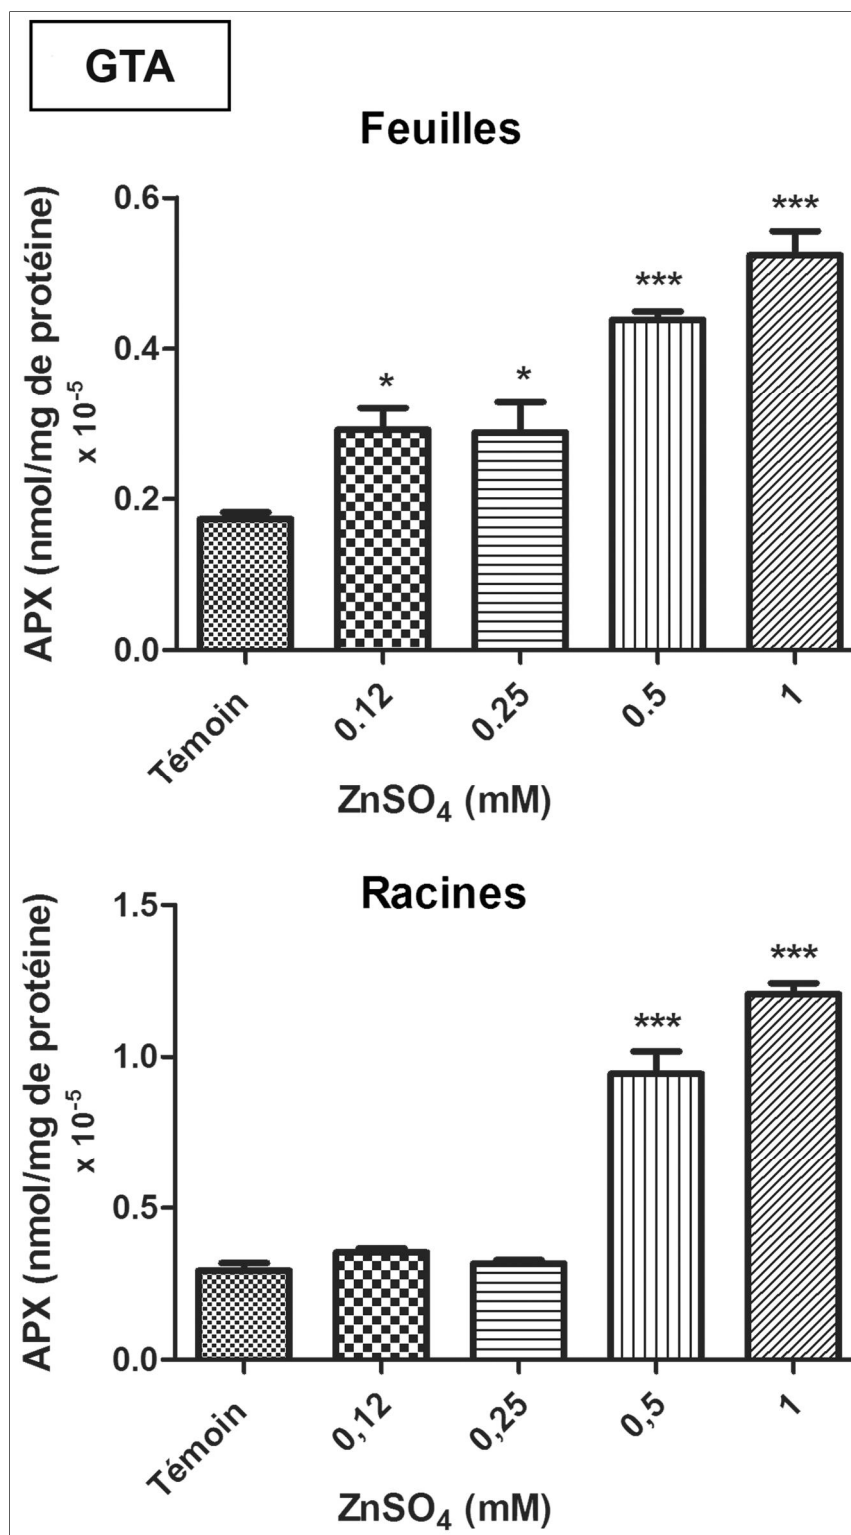 GTA
Feuilles
APX (nmol/mg de protéine)
x 10-5
0.6
0.4
0.2
0.0
***
***
*
*
Témoin
0.12
0.25
0.5
1
ZnSO4 (mM)
Racines
APX (nmol/mg de protéine)
x 10-5
1.5
1.0
0.5
0.0
***
***
Témoin
0,12
0,25
0,5
1
ZnSO4 (mM)